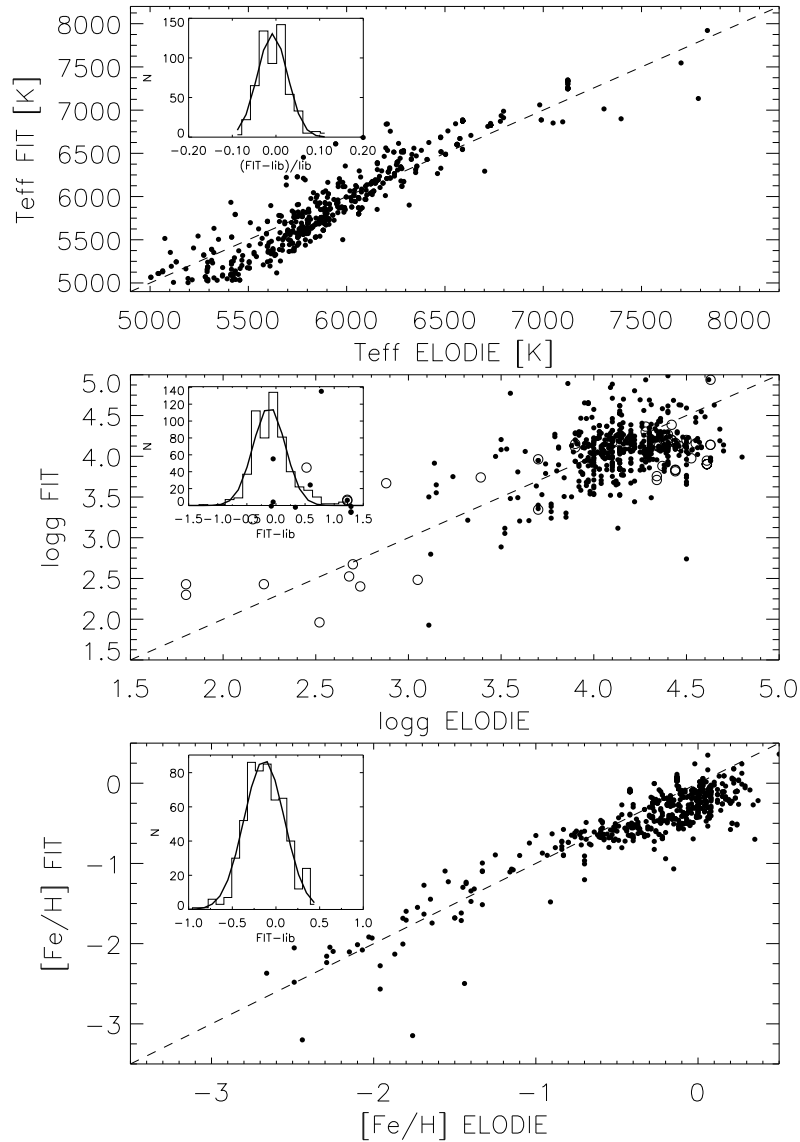 8000
7500
7000
6500
6000
5500
5000
Teff FIT [K]
150
100
50
0
N
−0.20 −0.10 0.00 0.10 0.20
(FIT−lib)/lib
5000 5500 6000 6500 7000 7500 8000
Teff ELODIE [K]
5.0
4.5
4.0
3.5
3.0
2.5
2.0
1.5
logg FIT
140
120
100
80
60
40
20
0
N
−1.5 −1.0 −0.5 0.0 0.5 1.0 1.5
FIT−lib
1.5 2.0 2.5 3.0 3.5 4.0 4.5 5.0
logg ELODIE
0
−1
−2
−3
[Fe/H] FIT
80
60
40
20
0
N
−1.0 −0.5 0.0 0.5 1.0
FIT−lib
−3 −2 −1 0
[Fe/H] ELODIE